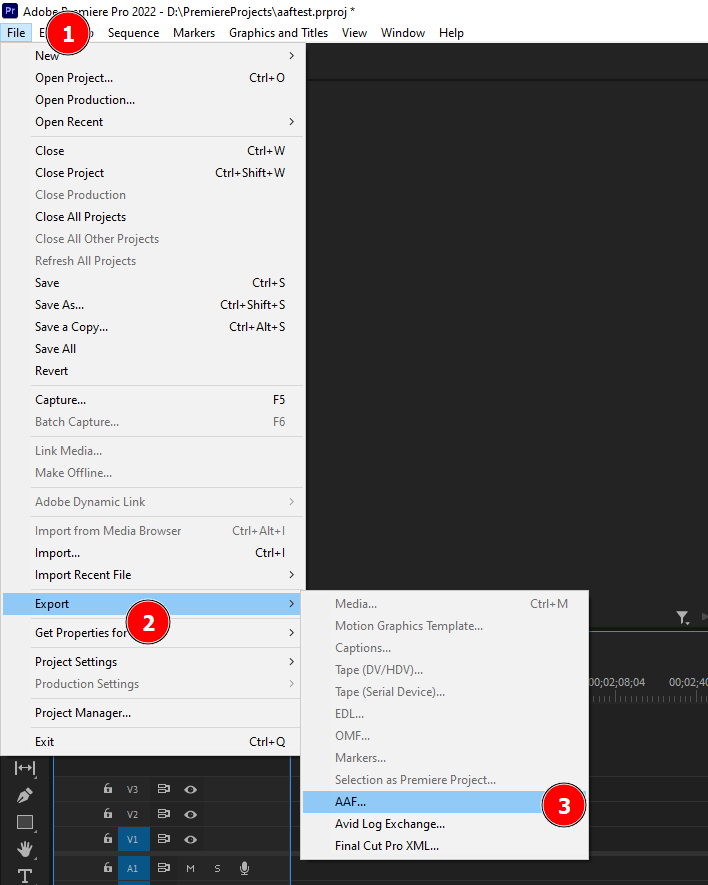 Pr Adobe Premiere Pro 2022 - D:\PremiereProjects\aaftest.prproj *
File 1 Sequence Markers Graphics and Titles View Window Help
New
Open Project... Ctrl+O
Open Production...
Open Recent
Close Ctrl+W
Close Project Ctrl+Shift+W
Close Production
Close All Projects
Close All Other Projects
Refresh All Projects
Save Ctrl+S
Save As... Ctrl+Shift+S
Save a Copy... Ctrl+Alt+S
Save All
Revert
Capture... F5
Batch Capture... F6
Link Media...
Make Offline...
Adobe Dynamic Link
Import from Media Browser Ctrl+Alt+I
Import... Ctrl+I
Import Recent File
Export
2
Get Properties for
Project Settings
Production Settings
Project Manager...
Exit Ctrl+Q
Media... Ctrl+M
Motion Graphics Template...
Captions...
Tape (DV/HDV)...
Tape (Serial Device)...
EDL...
OMF...
Markers...
Selection as Premiere Project...
AAF... 3
Avid Log Exchange...
Final Cut Pro XML...
00;02;08;04 00;02;40
V3
V2
V1
A1 M S